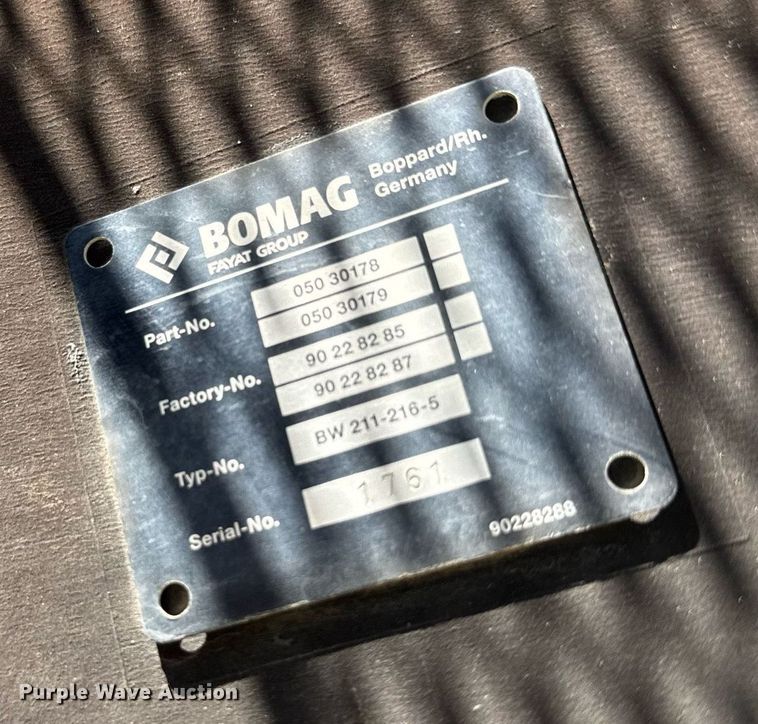 BOMAG
FAYAT GROUP
Boppard/Rh.
Germany
Part-No.
050 30178
050 30179
Factory-No.
90 22 82 85
90 22 82 87
Typ-No.
BW 211-216-5
Serial-No.
1761
90228288
Purple Wave Auction